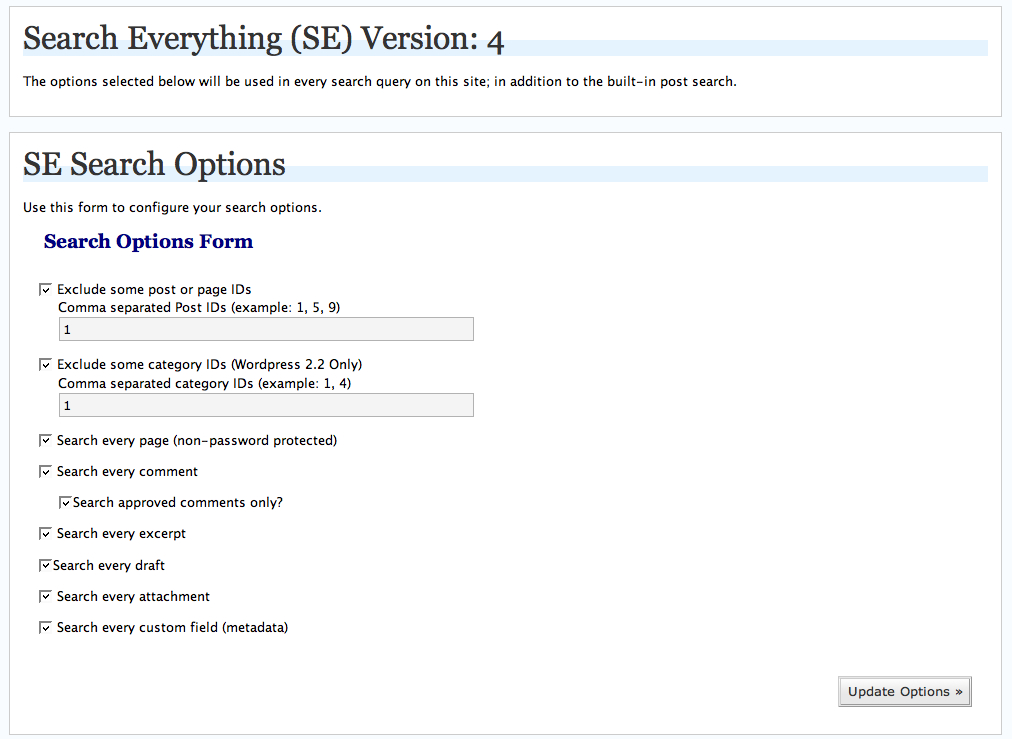 Search Everything (SE) Version: 4
The options selected below will be used in every search query on this site; in addition to the built-in post search.
SE Search Options
Use this form to configure your search options.
Search Options Form
Exclude some post or page IDs
Comma separated Post IDs (example: 1, 5, 9)
1
Exclude some category IDs (Wordpress 2.2 Only)
Comma separated category IDs (example: 1, 4)
1
Search every page (non-password protected)
Search every comment
Search approved comments only?
Search every excerpt
Search every draft
Search every attachment
Search every custom field (metadata)
Update Options »